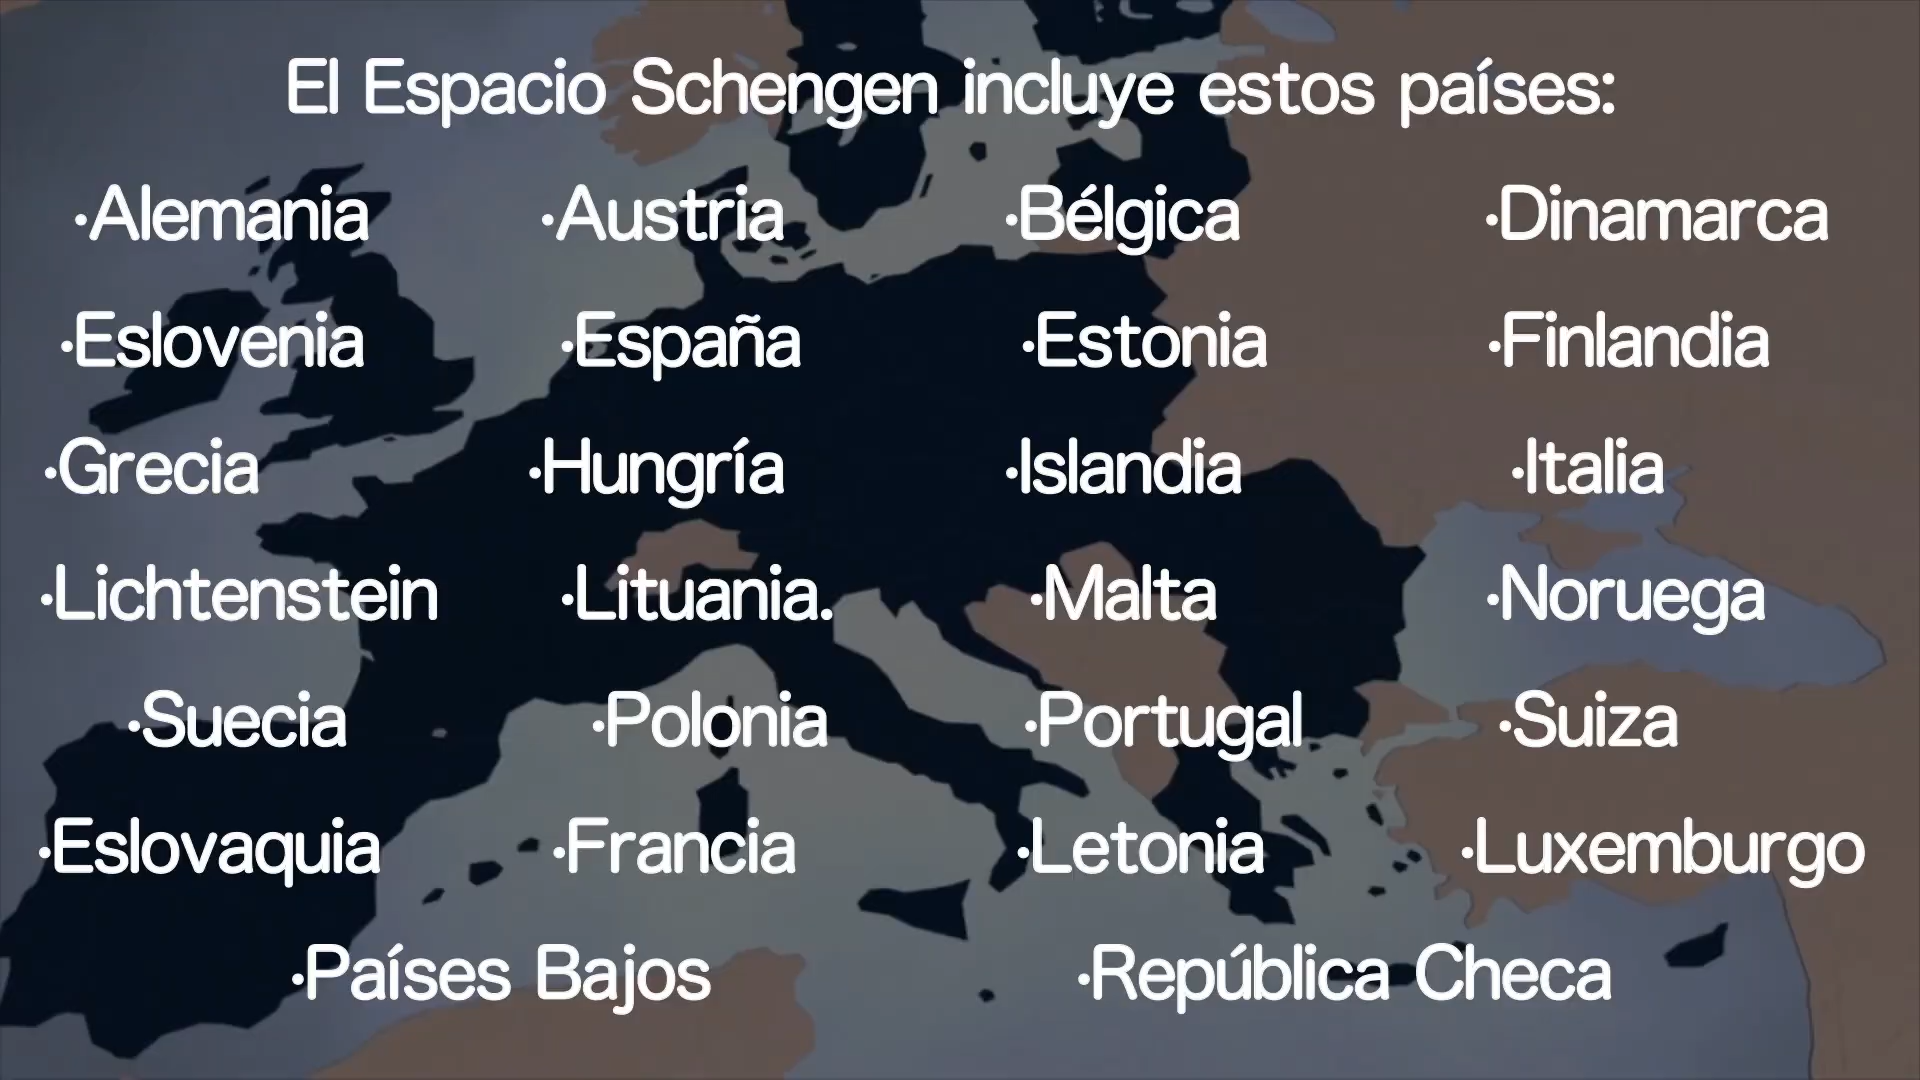 El Espacio Schengen incluye estos países:
·Alemania ·Austria ·Bélgica ·Dinamarca
·Eslovenia ·España ·Estonia ·Finlandia
·Grecia ·Hungría ·Islandia ·Italia
·Lichtenstein ·Lituania. ·Malta ·Noruega
·Suecia ·Polonia ·Portugal ·Suiza
·Eslovaquia ·Francia ·Letonia ·Luxemburgo
·Países Bajos ·República Checa